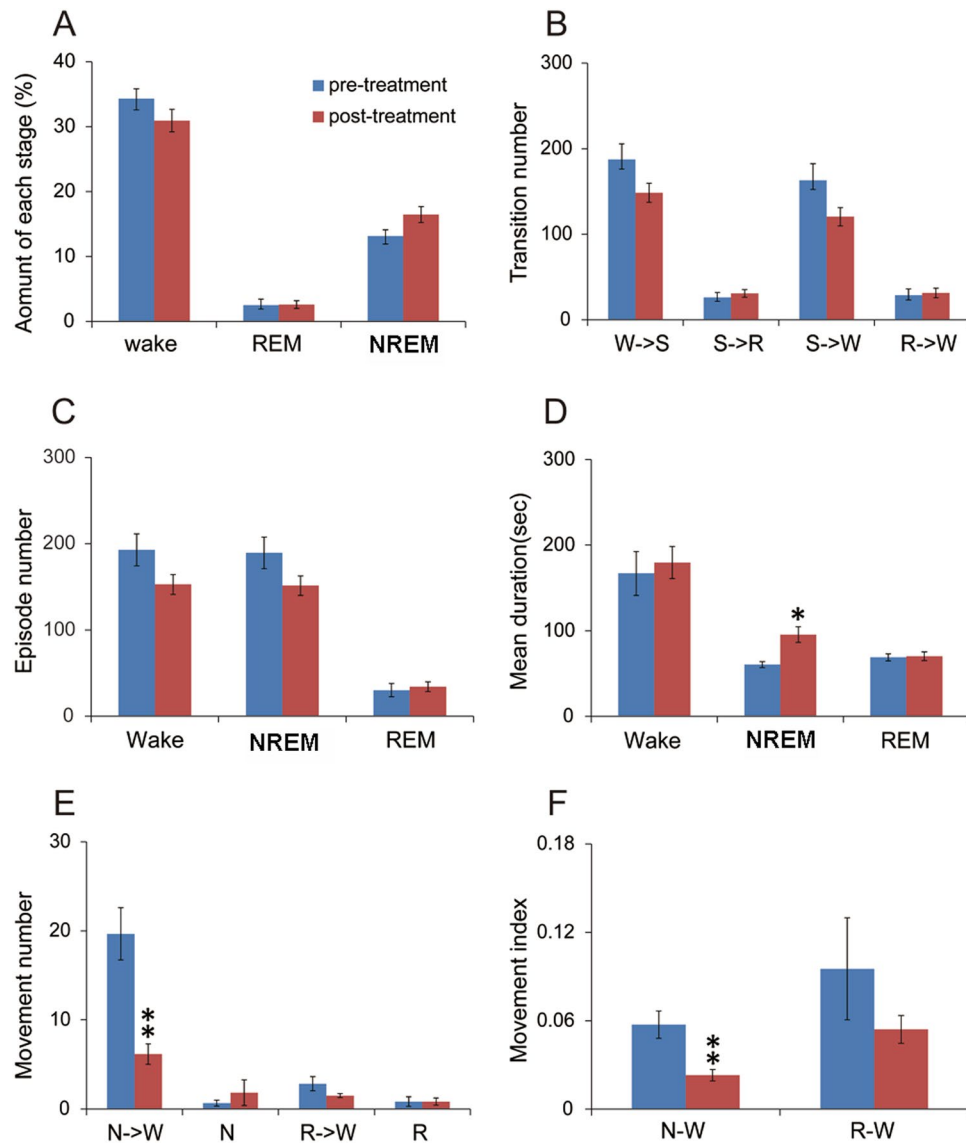 A
Aomunt of each stage (%)
40
30
20
10
0
pre-treatment
post-treatment
wake REM NREM
B
Transition number
300
200
100
0
W->S S->R S->W R->W
C
Episode number
300
200
100
0
Wake NREM REM
D
Mean duration(sec)
300
200
100
0
*
Wake NREM REM
E
Movement number
30
20
10
0
**
N->W N R->W R
F
Movement index
0.18
0.12
0.06
0
**
N-W R-W